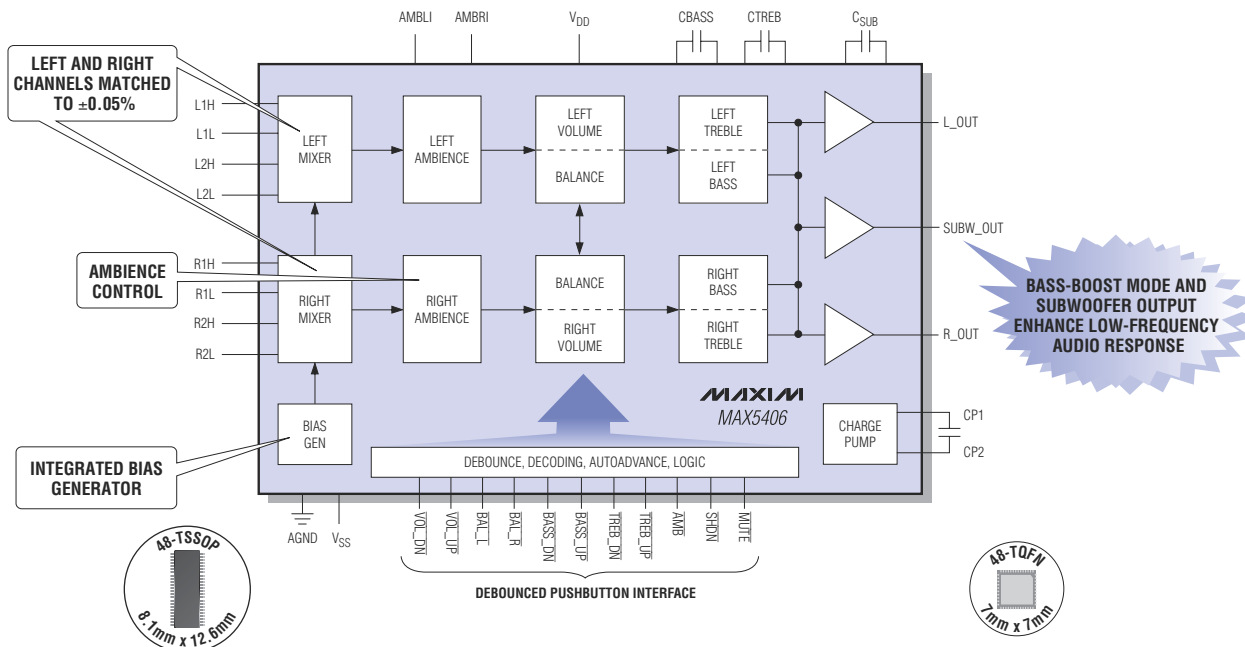 AMBLI
AMBRI
VDD
CBASS
CTREB
CSUB
LEFT AND RIGHT
CHANNELS MATCHED
TO ±0.05%
L1H
L1L
L2H
L2L
LEFT
MIXER
LEFT
AMBIENCE
LEFT
VOLUME
BALANCE
LEFT
TREBLE
LEFT
BASS
L_OUT
SUBW_OUT
R_OUT
AMBIENCE
CONTROL
R1H
R1L
R2H
R2L
RIGHT
MIXER
RIGHT
AMBIENCE
BALANCE
RIGHT
VOLUME
RIGHT
BASS
RIGHT
TREBLE
BASS-BOOST MODE AND
SUBWOOFER OUTPUT
ENHANCE LOW-FREQUENCY
AUDIO RESPONSE
MAXIM
MAX5406
BIAS
GEN
CHARGE
PUMP
CP1
CP2
INTEGRATED BIAS
GENERATOR
DEBOUNCE, DECODING, AUTOADVANCE, LOGIC
AGND
VSS
VOL_DN
VOL_UP
BAL_L
BAL_R
BASS_DN
BASS_UP
TREB_DN
TREB_UP
AMB
SHDN
MUTE
DEBOUNCED PUSHBUTTON INTERFACE
48-TSSOP
8.1mm x 12.6mm
48-TQFN
7mm x 7mm